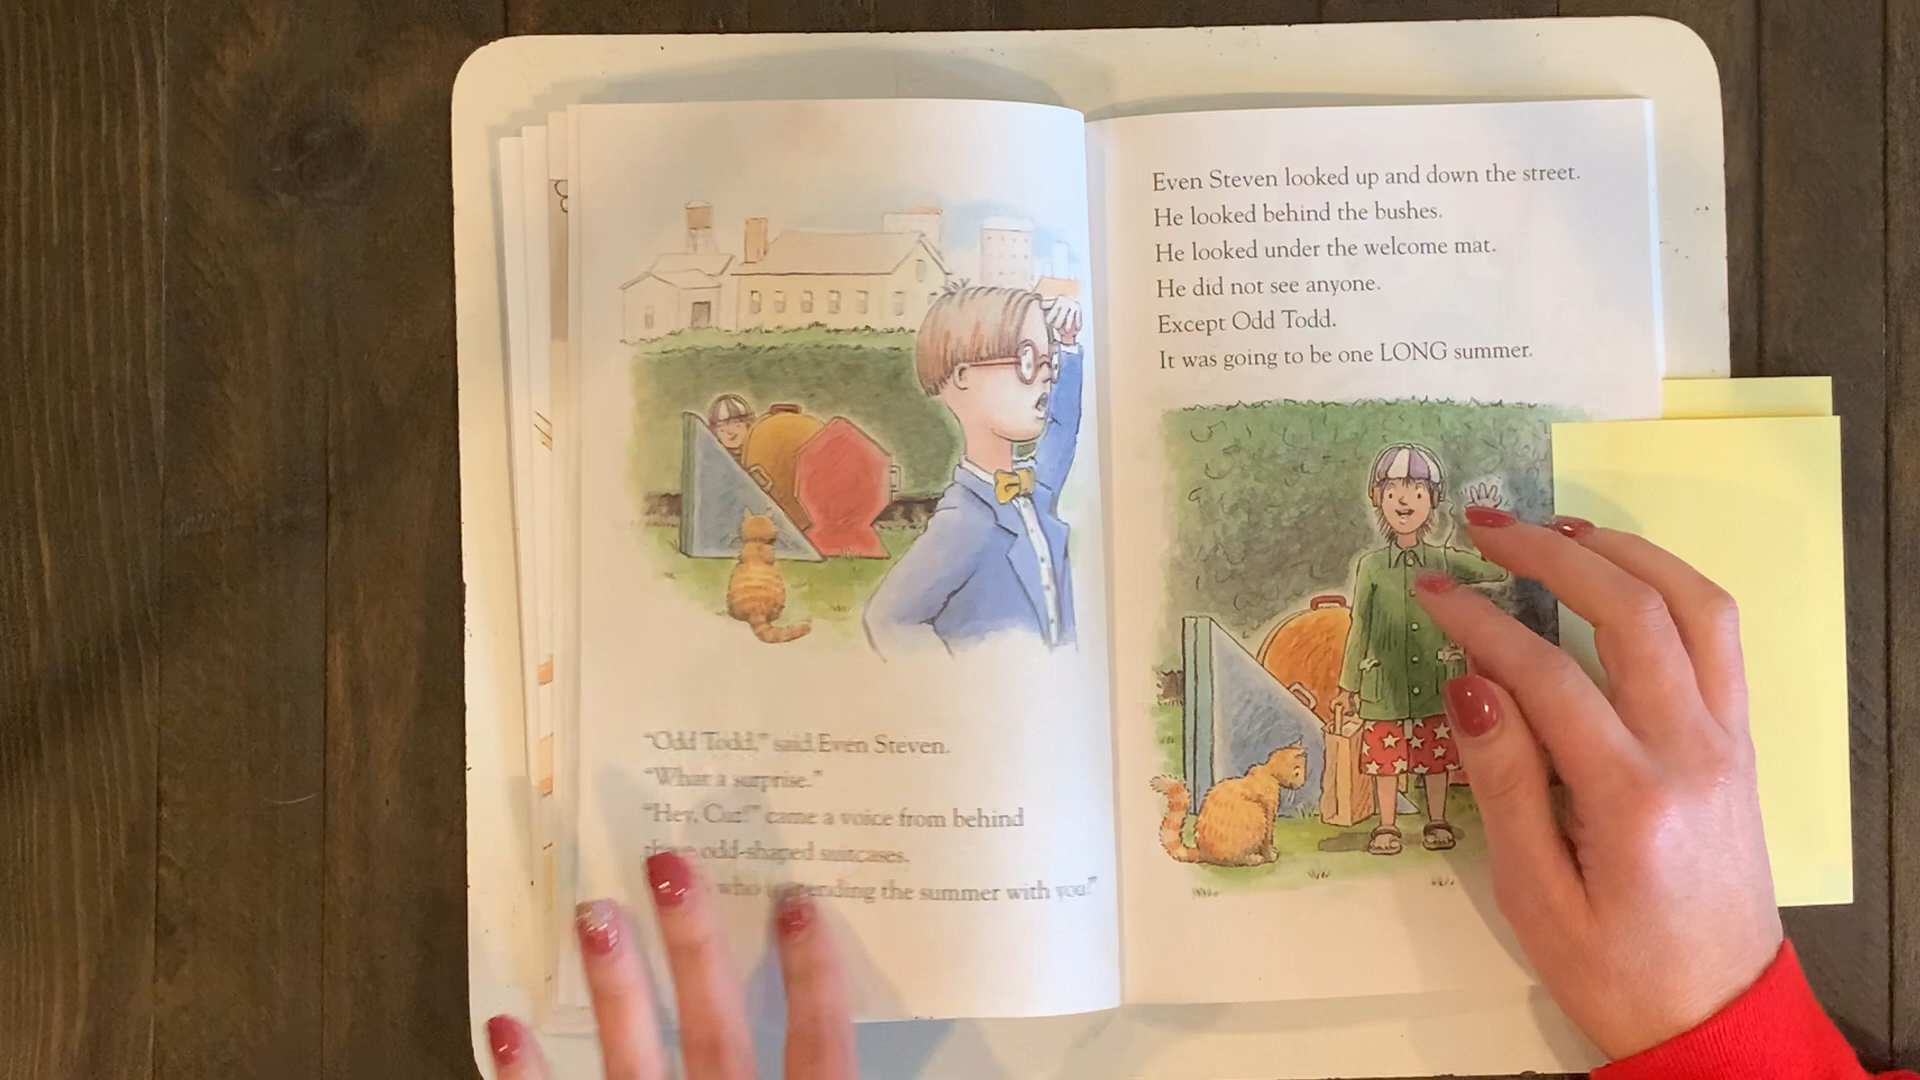 "Odd Todd," said Even Steven.
"What a surprise."
"Hey, Cuz!" came a voice from behind
odd-shaped suitcases.
who spending the summer with you!"
Even Steven looked up and down the street.
He looked behind the bushes.
He looked under the welcome mat.
He did not see anyone.
Except Odd Todd.
It was going to be one LONG summer.